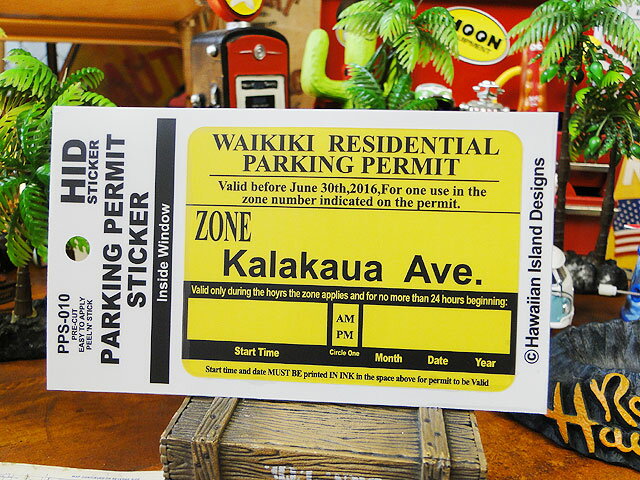 HID
STICKER
PARKING PERMIT
STICKER
PPS-010
PRE-CUT
EASY TO APPLY
PEEL'N' STICK
Inside Window
WAIKIKI RESIDENTIAL
PARKING PERMIT
Valid before June 30th,2016,For one use in the
zone number indicated on the permit.
ZONE
Kalakaua Ave.
Valid only during the hoyrs the zone applies and for no more than 24 hours beginning:
AM
PM
Start Time
Circle One
Month
Date
Year
Start time and date MUST BE printed IN INK in the space above for permit to be Valid
©Hawaiian Island Designs
MOON